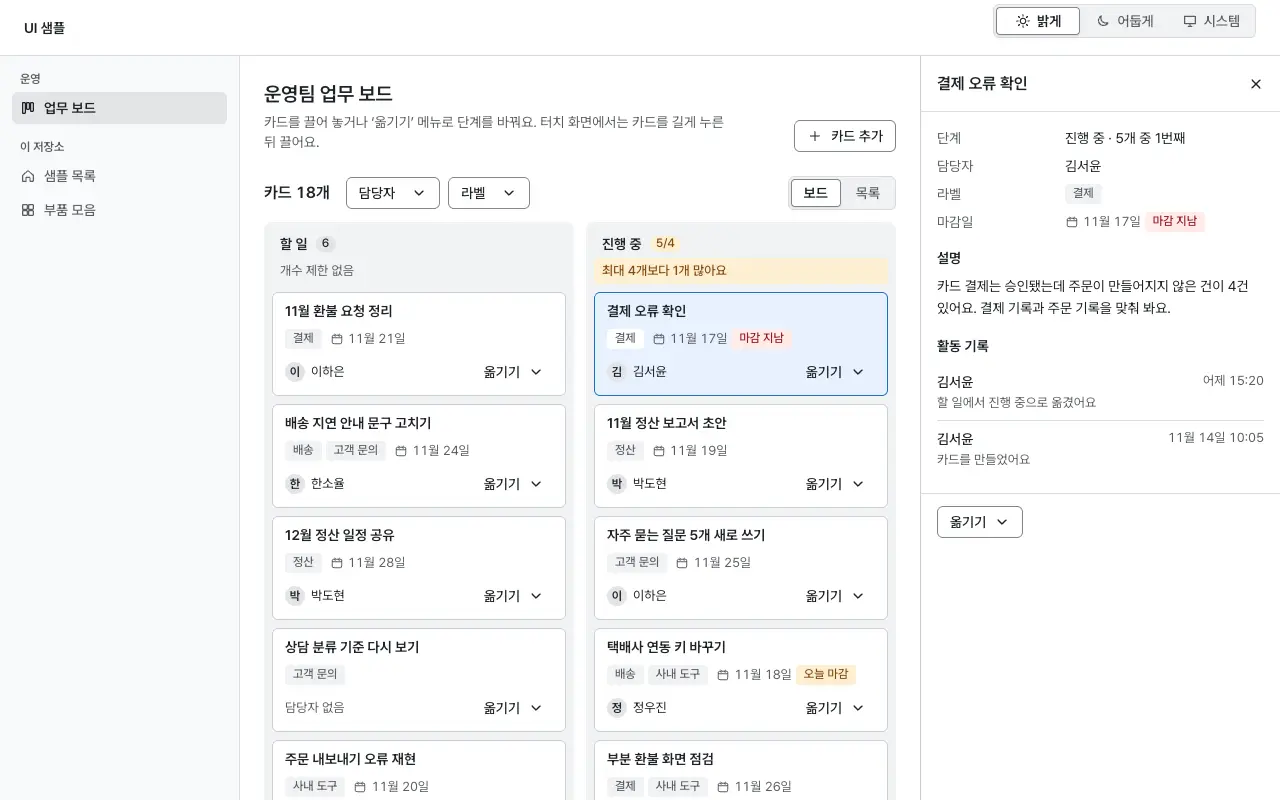 UI 샘플
밝게
어둡게
시스템
운영
업무 보드
이 저장소
샘플 목록
부품 모음
운영팀 업무 보드
카드를 끌어 놓거나 ‘옮기기’ 메뉴로 단계를 바꿔요. 터치 화면에서는 카드를 길게 누른
뒤 끌어요.
카드 추가
카드 18개
담당자
라벨
보드
목록
할 일 6
개수 제한 없음
11월 환불 요청 정리
결제 11월 21일
이 이하은 옮기기
배송 지연 안내 문구 고치기
배송 고객 문의 11월 24일
한 한소율 옮기기
12월 정산 일정 공유
정산 11월 28일
박 박도현 옮기기
상담 분류 기준 다시 보기
고객 문의
담당자 없음 옮기기
주문 내보내기 오류 재현
사내 도구 11월 20일
진행 중 5/4
최대 4개보다 1개 많아요
결제 오류 확인
결제 11월 17일 마감 지남
김 김서윤 옮기기
11월 정산 보고서 초안
정산 11월 19일
박 박도현 옮기기
자주 묻는 질문 5개 새로 쓰기
고객 문의 11월 25일
이 이하은 옮기기
택배사 연동 키 바꾸기
배송 사내 도구 11월 18일 오늘 마감
정 정우진 옮기기
부분 환불 화면 점검
결제 사내 도구 11월 26일
결제 오류 확인
단계 진행 중 · 5개 중 1번째
담당자 김서윤
라벨 결제
마감일 11월 17일 마감 지남
설명
카드 결제는 승인됐는데 주문이 만들어지지 않은 건이 4건
있어요. 결제 기록과 주문 기록을 맞춰 봐요.
활동 기록
김서윤 어제 15:20
할 일에서 진행 중으로 옮겼어요
김서윤 11월 14일 10:05
카드를 만들었어요
옮기기